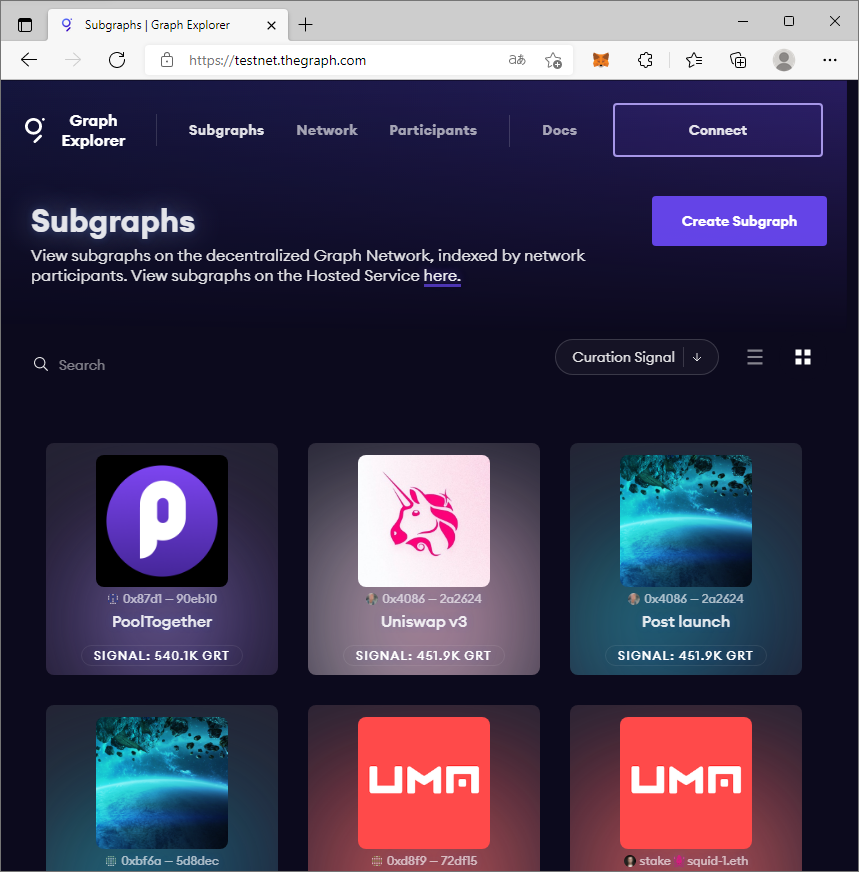 Subgraphs | Graph Explorer
https://testnet.thegraph.com
aあ
Graph
Explorer
Subgraphs
Network
Participants
Docs
Connect
Subgraphs
Create Subgraph
View subgraphs on the decentralized Graph Network, indexed by network
participants. View subgraphs on the Hosted Service here.
Search
Curation Signal
0x87d1 — 90eb10
PoolTogether
SIGNAL: 540.1K GRT
0x4086 — 2a2624
Uniswap v3
SIGNAL: 451.9K GRT
0x4086 — 2a2624
Post launch
SIGNAL: 451.9K GRT
0xbf6a — 5d8dec
UMA
0xd8f9 — 72df15
UMA
stake squid-1.eth